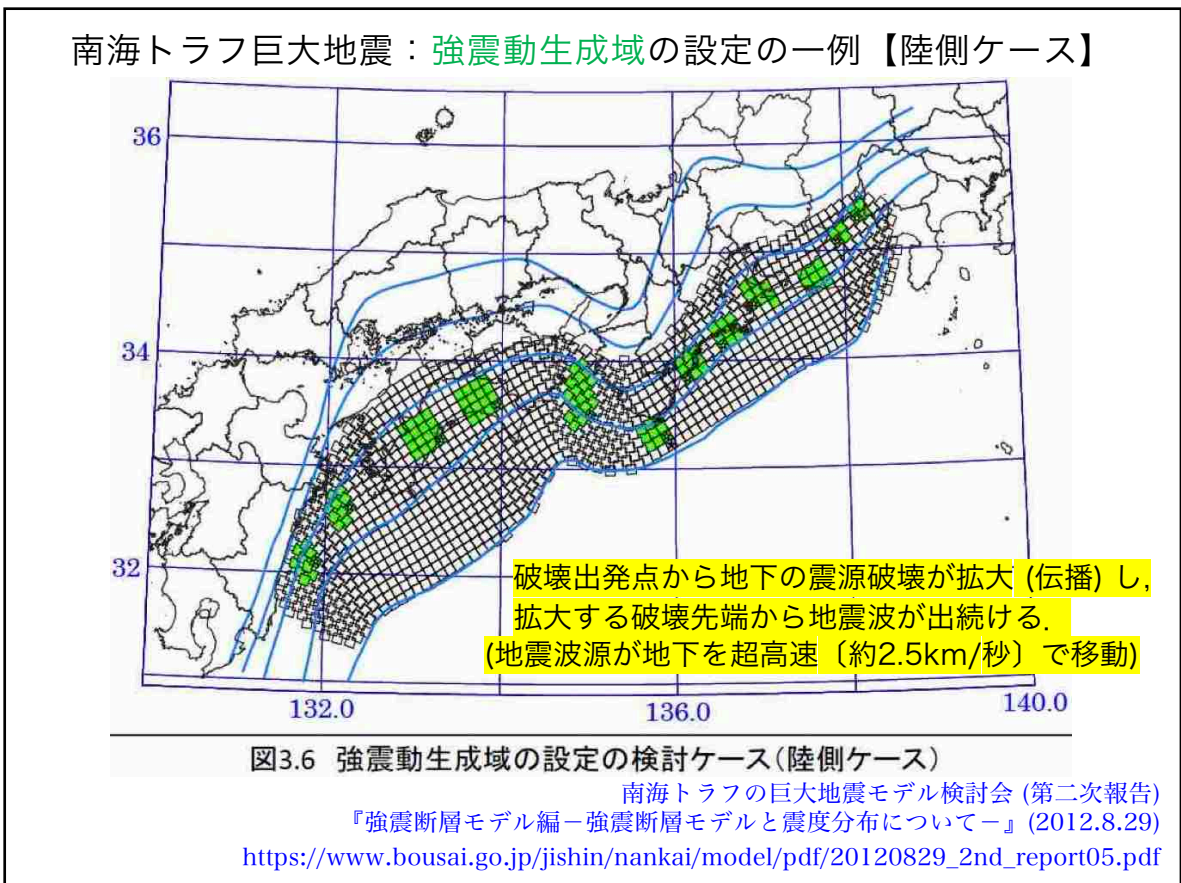 南海トラフ巨大地震：強震動生成域の設定の一例【陸側ケース】
36
34
32
破壊出発点から地下の震源破壊が拡大 (伝播) し，
拡大する破壊先端から地震波が出続ける．
(地震波源が地下を超高速〔約2.5km/秒〕で移動)
132.0
136.0
140.0
図3.6 強震動生成域の設定の検討ケース（陸側ケース）
南海トラフの巨大地震モデル検討会 (第二次報告)
『強震断層モデル編－強震断層モデルと震度分布について－』(2012.8.29)
https://www.bousai.go.jp/jishin/nankai/model/pdf/20120829_2nd_report05.pdf